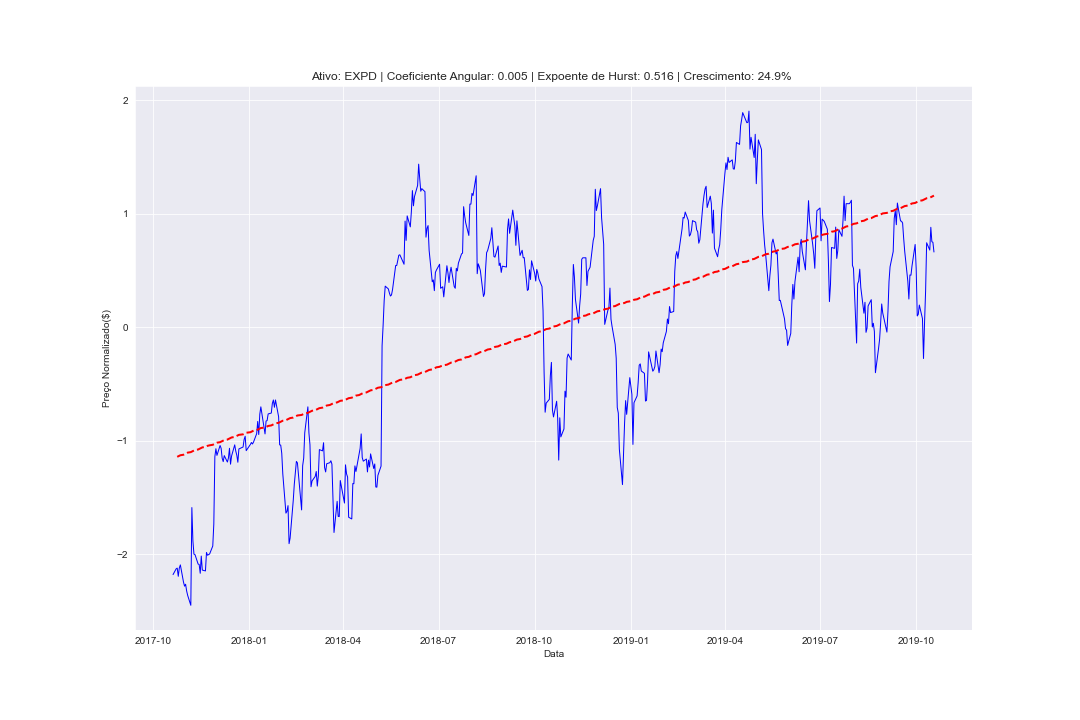 Ativo: EXPD | Coeficiente Angular: 0.005 | Expoente de Hurst: 0.516 | Crescimento: 24.9%
2
1
0
−1
−2
Preço Normalizado($)
2017-10 2018-01 2018-04 2018-07 2018-10 2019-01 2019-04 2019-07 2019-10
Data